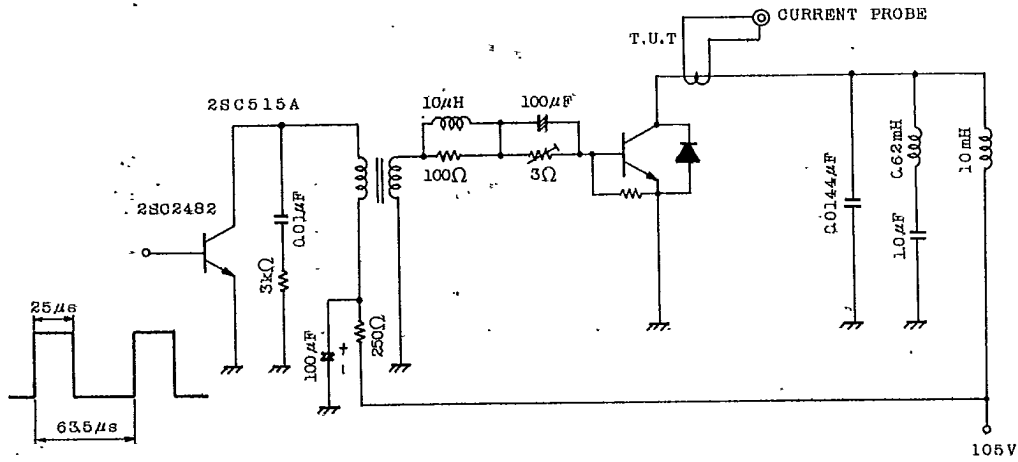 CURRENT PROBE
T.U.T
2SC515A
10μH
100μF
100Ω
3Ω
2SC2482
0.01μF
3kΩ
0.0144μF
0.62mH
1.0μF
10mH
25μs
100μF
+
-
250Ω
63.5μs
105V